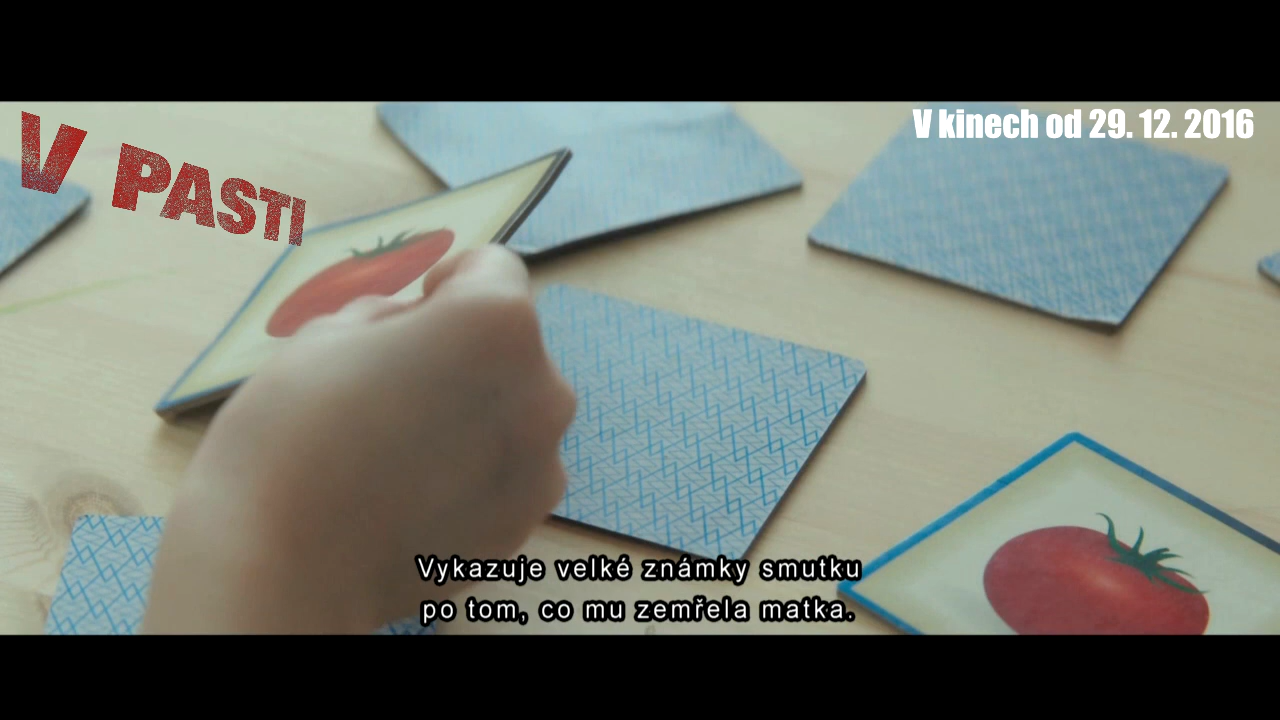 V PASTI
V kinech od 29. 12. 2016
Vykazuje velké známky smutku
po tom, co mu zemřela matka.